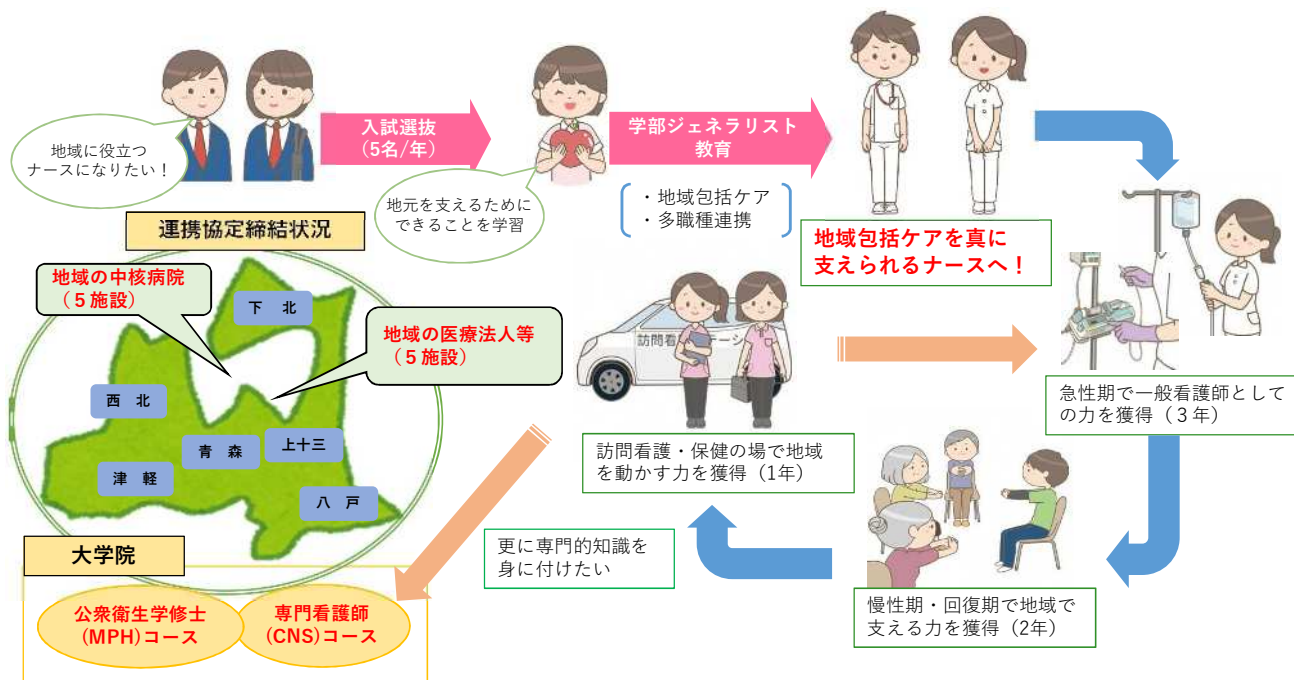 地域に役立つ
ナースになりたい！
入試選抜
（5名/年）
地元を支えるために
できることを学習
学部ジェネラリスト
教育
・地域包括ケア
・多職種連携
地域包括ケアを真に
支えられるナースへ！
連携協定締結状況
地域の中核病院
（５施設）
地域の医療法人等
（５施設）
下　北
西　北
青　森
上十三
津　軽
八　戸
訪問看　　テーシ
急性期で一般看護師として
の力を獲得（３年）
訪問看護・保健の場で地域
を動かす力を獲得（1年）
慢性期・回復期で地域で
支える力を獲得（2年）
更に専門的知識を
身に付けたい
大学院
公衆衛生学修士
(MPH)コース
専門看護師
(CNS)コース